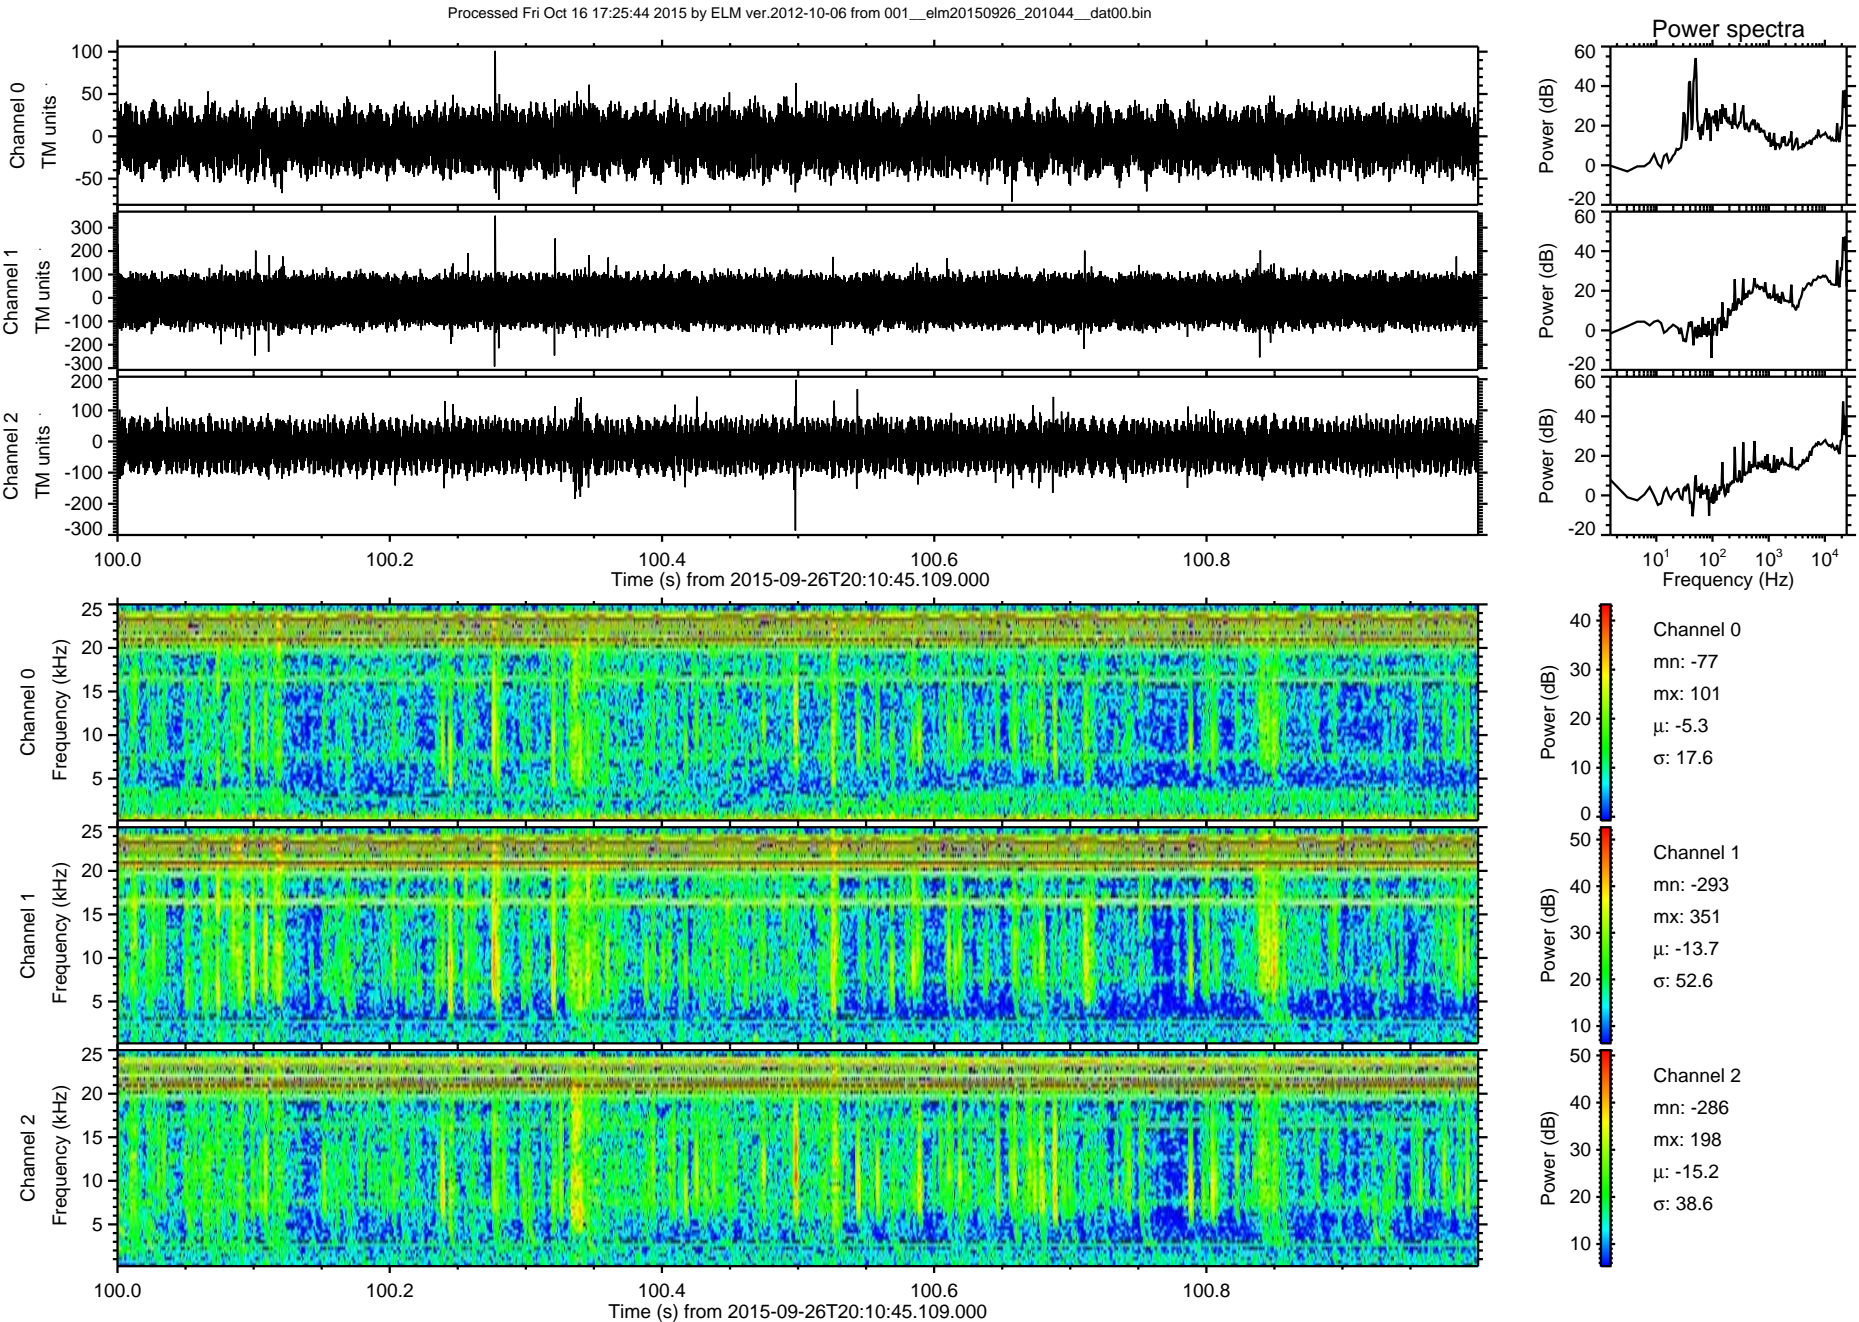 Processed Fri Oct 16 17:25:44 2015 by ELM ver.2012-10-06 from 001__elm20150926_201044__dat00.bin
Power spectra
Channel 0
TM units
100
50
0
-50
Power (dB)
60
40
20
0
-20
Channel 1
TM units
300
200
100
0
-100
-200
-300
Power (dB)
60
40
20
0
-20
Channel 2
TM units
200
100
0
-100
-200
-300
Power (dB)
60
40
20
0
-20
100.0 100.2 100.4 100.6 100.8
Time (s) from 2015-09-26T20:10:45.109.000
10^1 10^2 10^3 10^4
Frequency (Hz)
Channel 0
Frequency (kHz)
25
20
15
10
5
Power (dB)
40
30
20
10
0
Channel 0
mn: -77
mx: 101
μ: -5.3
σ: 17.6
Channel 1
Frequency (kHz)
25
20
15
10
5
Power (dB)
50
40
30
20
10
Channel 1
mn: -293
mx: 351
μ: -13.7
σ: 52.6
Channel 2
Frequency (kHz)
25
20
15
10
5
Power (dB)
50
40
30
20
10
Channel 2
mn: -286
mx: 198
μ: -15.2
σ: 38.6
100.0 100.2 100.4 100.6 100.8
Time (s) from 2015-09-26T20:10:45.109.000